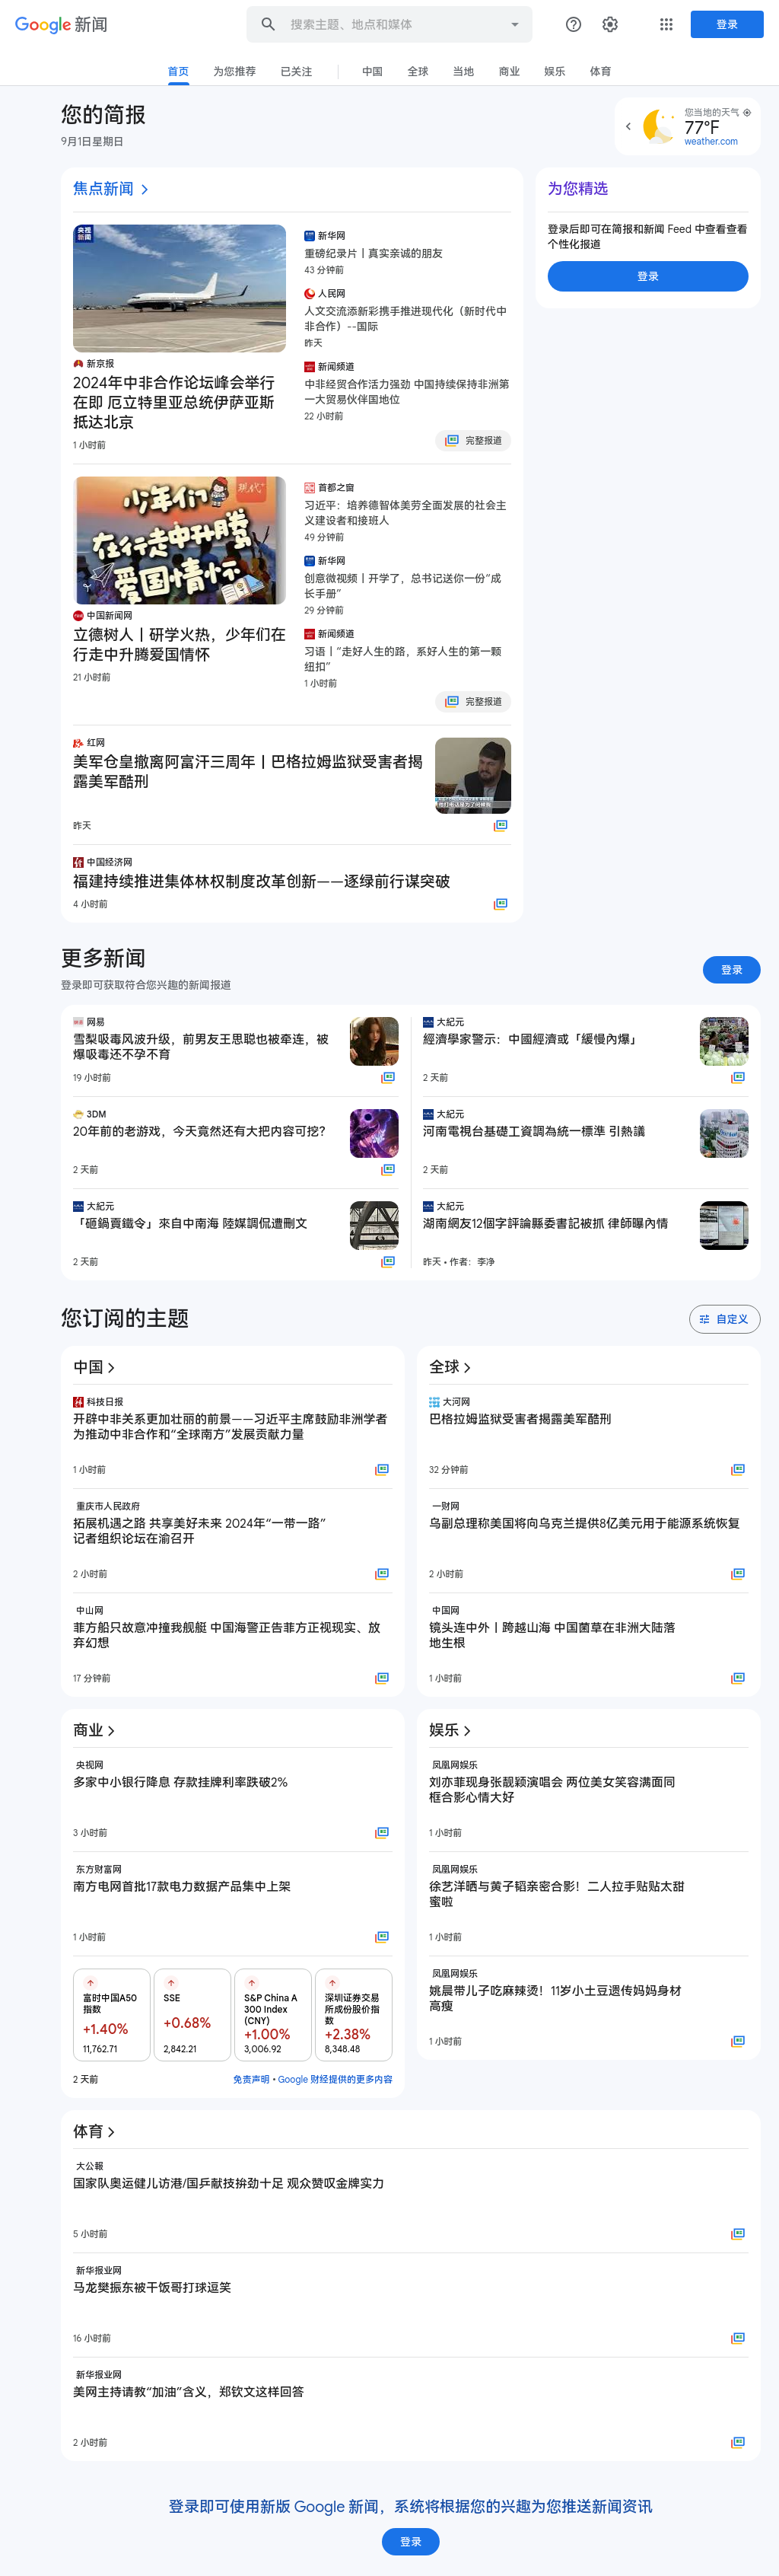 Google 新闻
搜索主题、地点和媒体
登录
首页
为您推荐
已关注
中国
全球
当地
商业
娱乐
体育
您的简报
9月1日星期日
您当地的天气
77°F
weather.com
焦点新闻
央视
新闻
新京报
2024年中非合作论坛峰会举行
在即 厄立特里亚总统伊萨亚斯
抵达北京
1 小时前
新华网
重磅纪录片丨真实亲诚的朋友
43 分钟前
人民网
人文交流添新彩携手推进现代化（新时代中
非合作）--国际
昨天
新闻频道
中非经贸合作活力强劲 中国持续保持非洲第
一大贸易伙伴国地位
22 小时前
完整报道
为您精选
登录后即可在简报和新闻 Feed 中查看查看
个性化报道
登录
现代+
少年们
在行走中升腾
爱国情怀
中国新闻网
立德树人丨研学火热，少年们在
行走中升腾爱国情怀
21 小时前
首都之窗
习近平：培养德智体美劳全面发展的社会主
义建设者和接班人
49 分钟前
新华网
创意微视频丨开学了，总书记送你一份“成
长手册”
29 分钟前
新闻频道
习语丨“走好人生的路，系好人生的第一颗
纽扣”
1 小时前
完整报道
红网
美军仓皇撤离阿富汗三周年丨巴格拉姆监狱受害者揭
露美军酷刑
昨天
中国经济网
福建持续推进集体林权制度改革创新——逐绿前行谋突破
4 小时前
更多新闻
登录即可获取符合您兴趣的新闻报道
登录
网易
雪梨吸毒风波升级，前男友王思聪也被牵连，被
爆吸毒还不孕不育
19 小时前
3DM
20年前的老游戏，今天竟然还有大把内容可挖？
2 天前
大紀元
「砸鍋賣鐵令」來自中南海 陸媒調侃遭刪文
2 天前
大紀元
經濟學家警示：中國經濟或「緩慢內爆」
2 天前
大紀元
河南電視台基礎工資調為統一標準 引熱議
2 天前
大紀元
湖南網友12個字評論縣委書記被抓 律師曝內情
昨天 • 作者：李净
您订阅的主题
自定义
中国
科技日报
开辟中非关系更加壮丽的前景——习近平主席鼓励非洲学者
为推动中非合作和“全球南方”发展贡献力量
1 小时前
重庆市人民政府
拓展机遇之路 共享美好未来 2024年“一带一路”
记者组织论坛在渝召开
2 小时前
中山网
菲方船只故意冲撞我舰艇 中国海警正告菲方正视现实、放
弃幻想
17 分钟前
全球
大河网
巴格拉姆监狱受害者揭露美军酷刑
32 分钟前
一财网
乌副总理称美国将向乌克兰提供8亿美元用于能源系统恢复
2 小时前
中国网
镜头连中外丨跨越山海 中国菌草在非洲大陆落
地生根
1 小时前
商业
央视网
多家中小银行降息 存款挂牌利率跌破2%
3 小时前
东方财富网
南方电网首批17款电力数据产品集中上架
1 小时前
富时中国A50
指数
+1.40%
11,762.71
SSE
+0.68%
2,842.21
S&P China A
300 Index
(CNY)
+1.00%
3,006.92
深圳证券交易
所成份股价指
数
+2.38%
8,348.48
2 天前
免责声明 • Google 财经提供的更多内容
娱乐
凤凰网娱乐
刘亦菲现身张靓颖演唱会 两位美女笑容满面同
框合影心情大好
1 小时前
凤凰网娱乐
徐艺洋晒与黄子韬亲密合影！二人拉手贴贴太甜
蜜啦
1 小时前
凤凰网娱乐
姚晨带儿子吃麻辣烫！11岁小土豆遗传妈妈身材
高瘦
1 小时前
体育
大公報
国家队奥运健儿访港/国乒献技拚劲十足 观众赞叹金牌实力
5 小时前
新华报业网
马龙樊振东被干饭哥打球逗笑
16 小时前
新华报业网
美网主持请教“加油”含义，郑钦文这样回答
2 小时前
登录即可使用新版 Google 新闻，系统将根据您的兴趣为您推送新闻资讯
登录